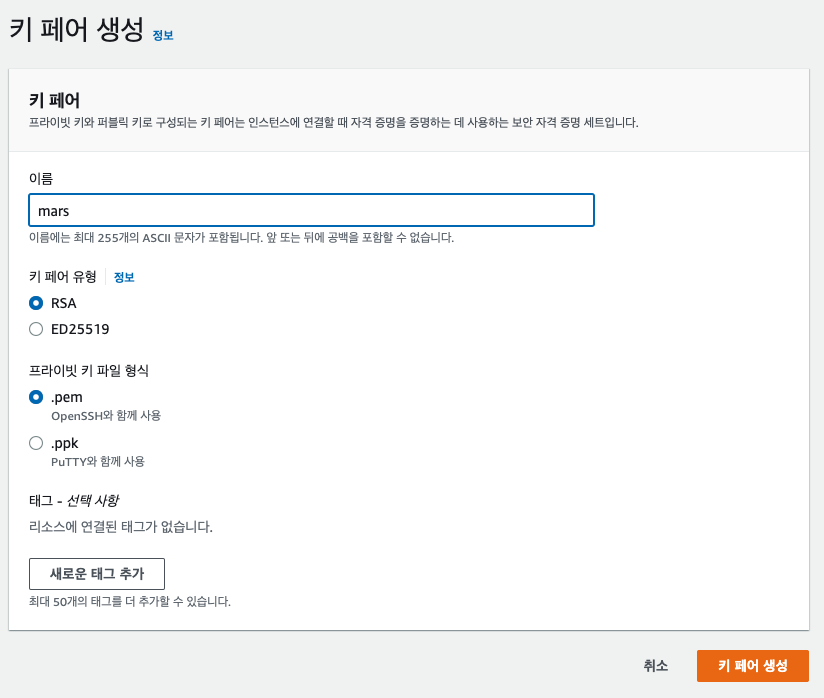 키 페어 생성 정보
키 페어
프라이빗 키와 퍼블릭 키로 구성되는 키 페어는 인스턴스에 연결할 때 자격 증명을 증명하는 데 사용하는 보안 자격 증명 세트입니다.
이름
mars
이름에는 최대 255개의 ASCII 문자가 포함됩니다. 앞 또는 뒤에 공백을 포함할 수 없습니다.
키 페어 유형 정보
RSA
ED25519
프라이빗 키 파일 형식
.pem
OpenSSH와 함께 사용
.ppk
PuTTY와 함께 사용
태그 - 선택 사항
리소스에 연결된 태그가 없습니다.
새로운 태그 추가
최대 50개의 태그를 더 추가할 수 있습니다.
취소 키 페어 생성